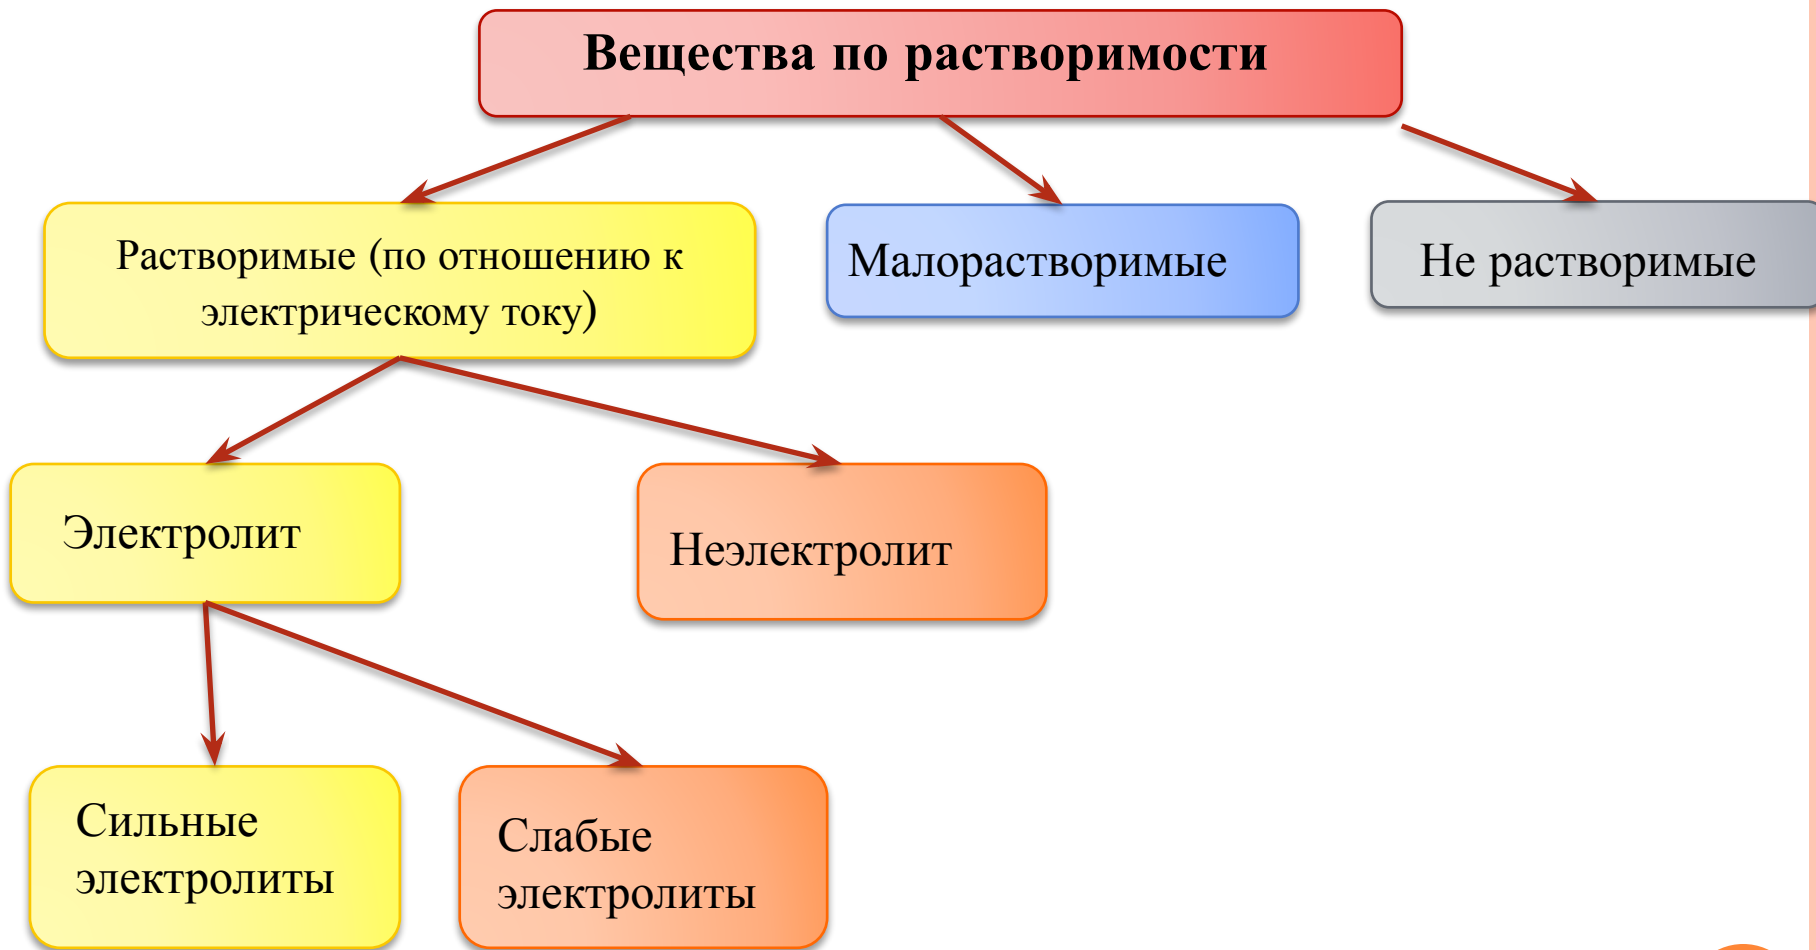 Вещества по растворимости
Растворимые (по отношению к
электрическому току)
Малорастворимые
Не растворимые
Электролит
Неэлектролит
Сильные
электролиты
Слабые
электролиты